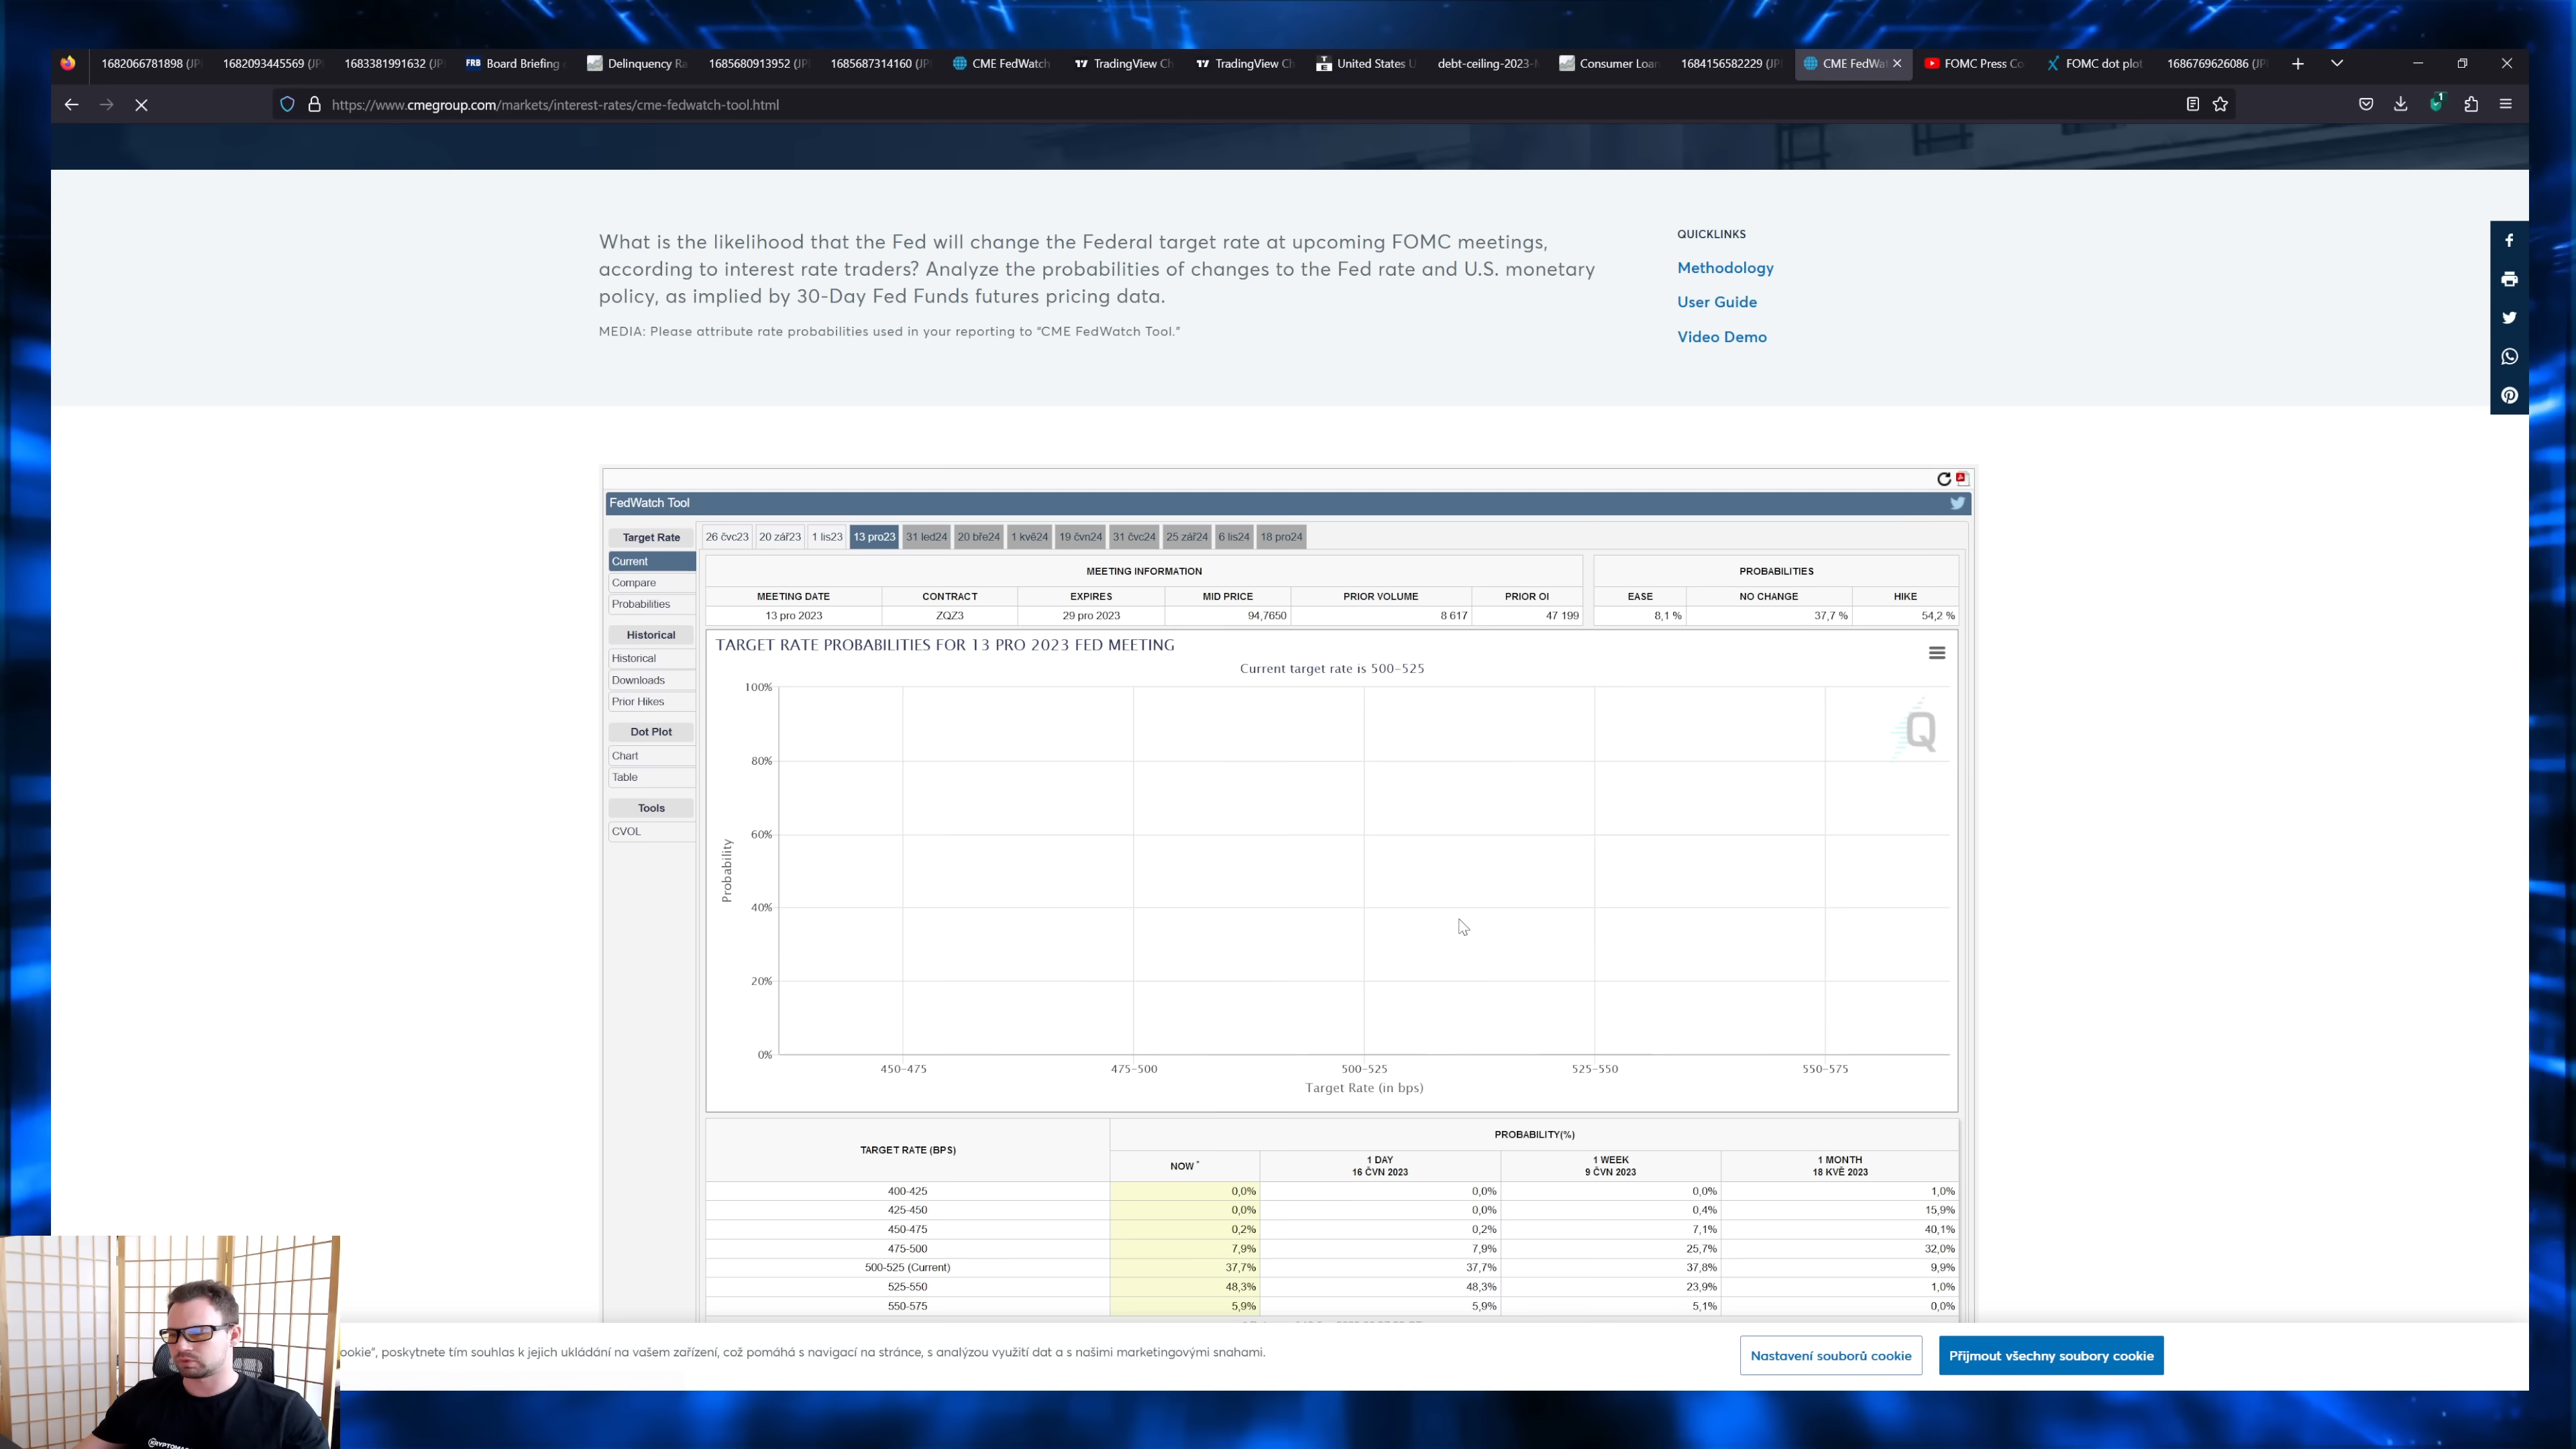 1682066781898 (JP
1682093445569 (JP
1683381991632 (JP
FRB Board Briefing
Delinquency Ra
1685680913952 (JP
1685687314160 (JP
CME FedWatch
TradingView Ch
TradingView Ch
United States U
debt-ceiling-2023-
Consumer Loan
1684156582229 (JP
CME FedWat
FOMC Press Co
FOMC dot plot
1686769626086 (JP
https://www.cmegroup.com/markets/interest-rates/cme-fedwatch-tool.html
1
What is the likelihood that the Fed will change the Federal target rate at upcoming FOMC meetings,
according to interest rate traders? Analyze the probabilities of changes to the Fed rate and U.S. monetary
policy, as implied by 30-Day Fed Funds futures pricing data.
MEDIA: Please attribute rate probabilities used in your reporting to "CME FedWatch Tool."
QUICKLINKS
Methodology
User Guide
Video Demo
FedWatch Tool
Target Rate
Current
Compare
Probabilities
Historical
Historical
Downloads
Prior Hikes
Dot Plot
Chart
Table
Tools
CVOL
26 čvc23 20 zář23 1 lis23 13 pro23 31 led24 20 bře24 1 kvě24 19 čvn24 31 čvc24 25 zář24 6 lis24 18 pro24
MEETING INFORMATION
MEETING DATE CONTRACT EXPIRES MID PRICE PRIOR VOLUME PRIOR OI
13 pro 2023 ZQZ3 29 pro 2023 94,7650 8 617 47 199
PROBABILITIES
EASE NO CHANGE HIKE
8,1 % 37,7 % 54,2 %
TARGET RATE PROBABILITIES FOR 13 PRO 2023 FED MEETING
Current target rate is 500-525
Q
100%
80%
60%
40%
20%
0%
Probability
450-475 475-500 500-525 525-550 550-575
Target Rate (in bps)
TARGET RATE (BPS)
PROBABILITY(%)
NOW *
1 DAY
16 ČVN 2023
1 WEEK
9 ČVN 2023
1 MONTH
18 KVĚ 2023
400-425 0,0% 0,0% 0,0% 1,0%
425-450 0,0% 0,0% 0,4% 15,9%
450-475 0,2% 0,2% 7,1% 40,1%
475-500 7,9% 7,9% 25,7% 32,0%
500-525 (Current) 37,7% 37,7% 37,8% 9,9%
525-550 48,3% 48,3% 23,9% 1,0%
550-575 5,9% 5,9% 5,1% 0,0%
ookie", poskytnete tím souhlas k jejich ukládání na vašem zařízení, což pomáhá s navigací na stránce, s analýzou využití dat a s našimi marketingovými snahami.
Nastavení souborů cookie
Přijmout všechny soubory cookie